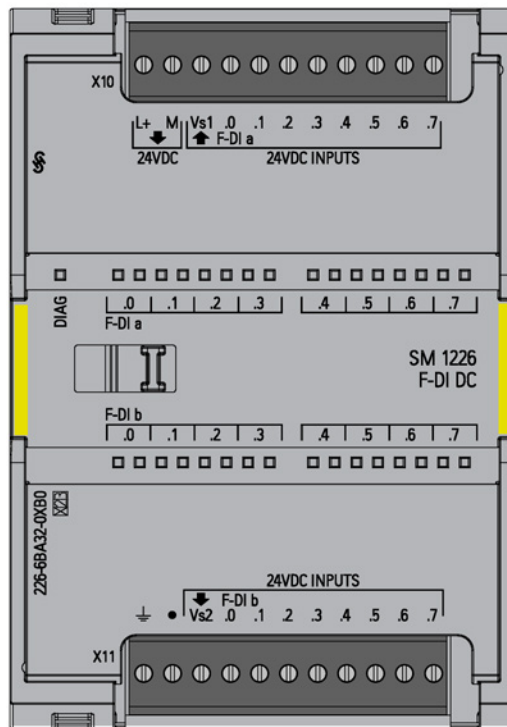 X10
L+ M Vs1 .0 .1 .2 .3 .4 .5 .6 .7
F-DI a
24VDC 24VDC INPUTS
DIAG
.0 .1 .2 .3 .4 .5 .6 .7
F-DI a
SM 1226
F-DI DC
F-DI b
.0 .1 .2 .3 .4 .5 .6 .7
226-6BA32-0XB0
24VDC INPUTS
F-DI b
Vs2 .0 .1 .2 .3 .4 .5 .6 .7
X11